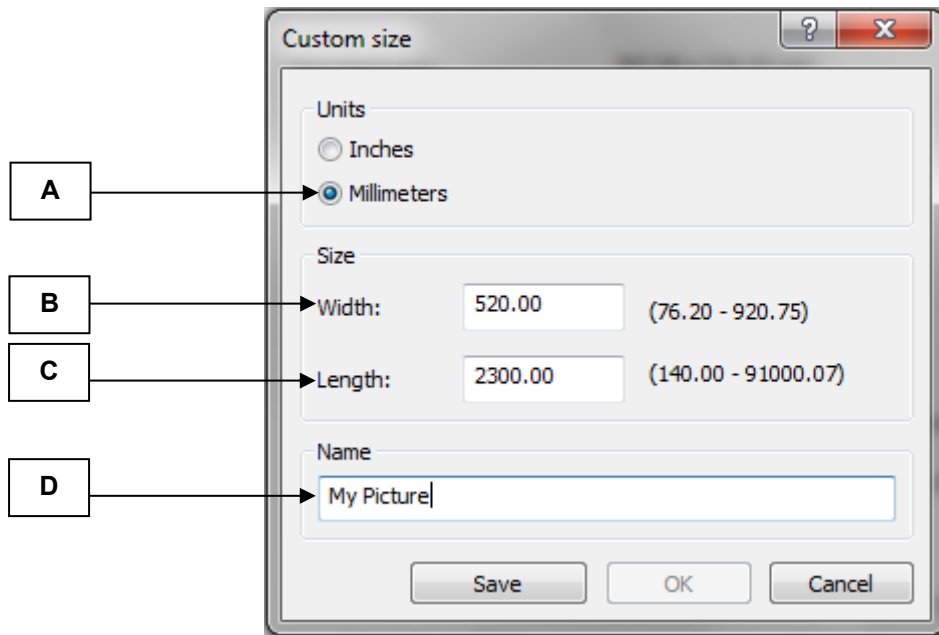 Custom size
Units
Inches
A
Millimeters
Size
B
Width: 520.00 (76.20 - 920.75)
C
Length: 2300.00 (140.00 - 91000.07)
Name
D
My Picture
Save OK Cancel